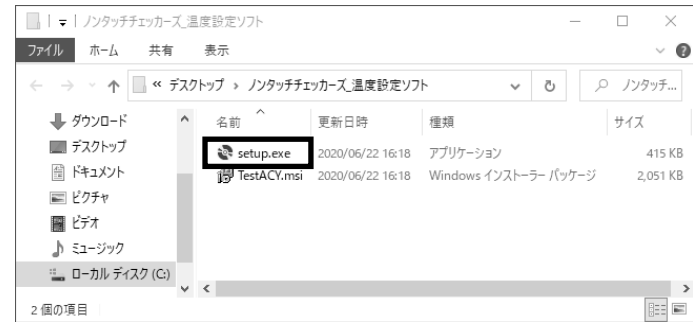 ノンタッチチェッカーズ_温度設定ソフト
ファイル ホーム 共有 表示
« デスクトップ › ノンタッチチェッカーズ_温度設定ソフト ノンタッチ...
ダウンロード
デスクトップ
ドキュメント
ピクチャ
ビデオ
ミュージック
ローカル ディスク (C:)
名前 更新日時 種類 サイズ
setup.exe 2020/06/22 16:18 アプリケーション 415 KB
TestACY.msi 2020/06/22 16:18 Windows インストーラー パッケージ 2,051 KB
2 個の項目